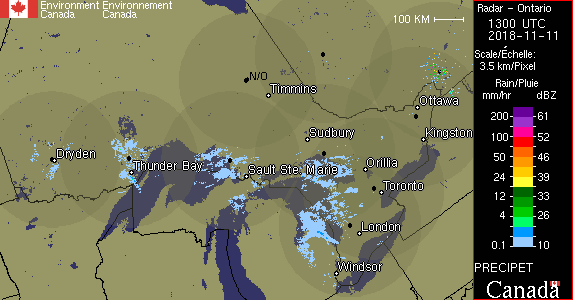 Environment Environnement
Canada Canada
100 KM
N/O
Timmins
Ottawa
Sudbury
Kingston
Dryden
Thunder Bay
Sault Ste. Marie
Orillia
Toronto
London
Windsor
Radar - Ontario
1300 UTC
2018-11-11
Scale/Échelle:
3.5 km/Pixel
Rain/Pluie
mm/hr dBZ
200 61
100 52
50 46
24 39
12 33
4 26
0.1 10
PRECIPET
Canada